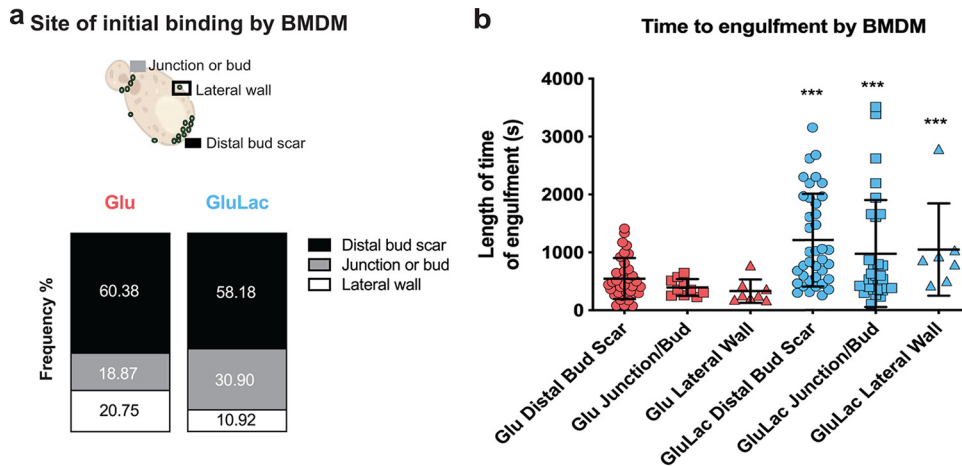 a
Site of initial binding by BMDM
Junction or bud
Lateral wall
Distal bud scar
Glu
GluLac
Frequency %
60.38
18.87
20.75
58.18
30.90
10.92
Distal bud scar
Junction or bud
Lateral wall
b
Time to engulfment by BMDM
Length of time
of engulfment (s)
4000
3000
2000
1000
0
***
***
***
Glu Distal Bud Scar
Glu Junction/Bud
Glu Lateral Wall
GluLac Distal Bud Scar
GluLac Junction/Bud
GluLac Lateral Wall